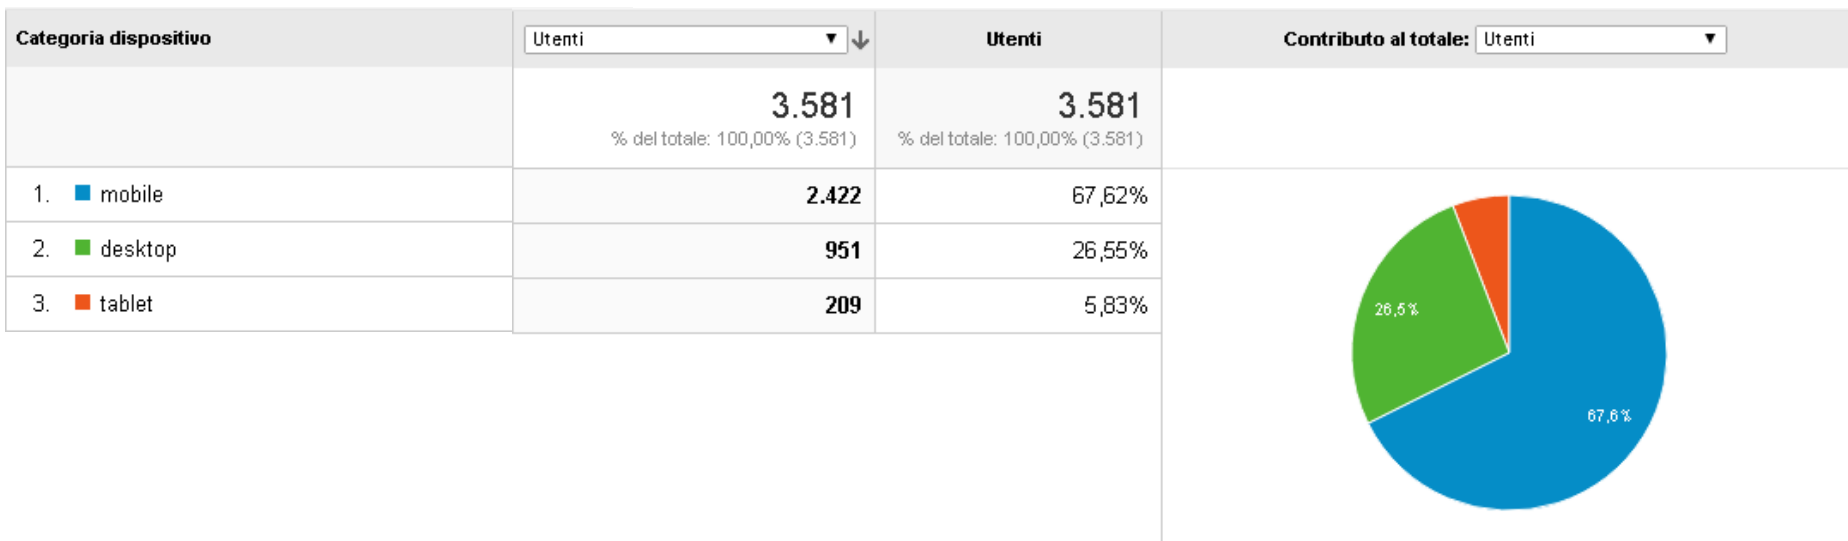 Categoria dispositivo Utenti Utenti Contributo al totale: Utenti
3.581 3.581
% del totale: 100,00% (3.581) % del totale: 100,00% (3.581)
1. mobile 2.422 67,62%
2. desktop 951 26,55%
3. tablet 209 5,83%
26,5%
67,6%